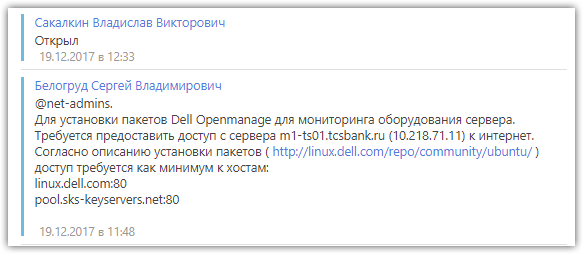 Сакалкин Владислав Викторович
Открыл
19.12.2017 в 12:33
Белогруд Сергей Владимирович
@net-admins.
Для установки пакетов Dell Openmanage для мониторинга оборудования сервера.
Требуется предоставить доступ с сервера m1-ts01.tcsbank.ru (10.218.71.11) к интернет.
Согласно описанию установки пакетов ( http://linux.dell.com/repo/community/ubuntu/ )
доступ требуется как минимум к хостам:
linux.dell.com:80
pool.sks-keyservers.net:80
19.12.2017 в 11:48